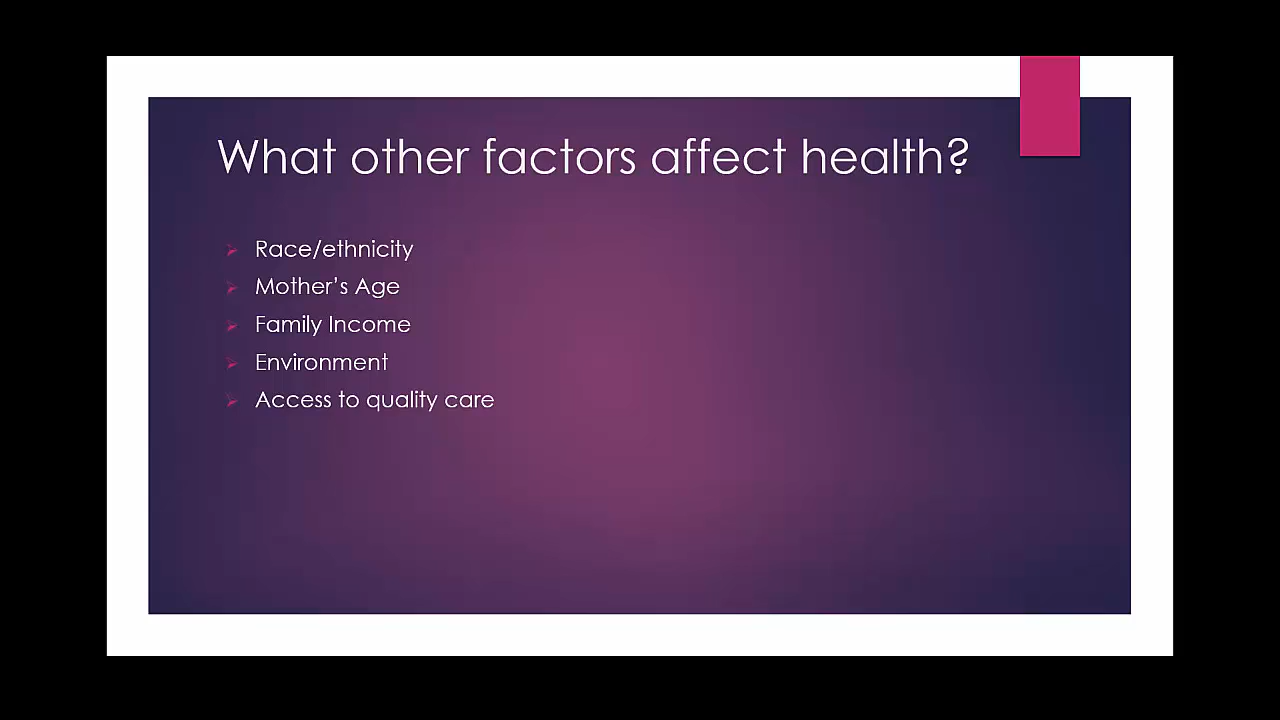 What other factors affect health?
Race/ethnicity
Mother’s Age
Family Income
Environment
Access to quality care